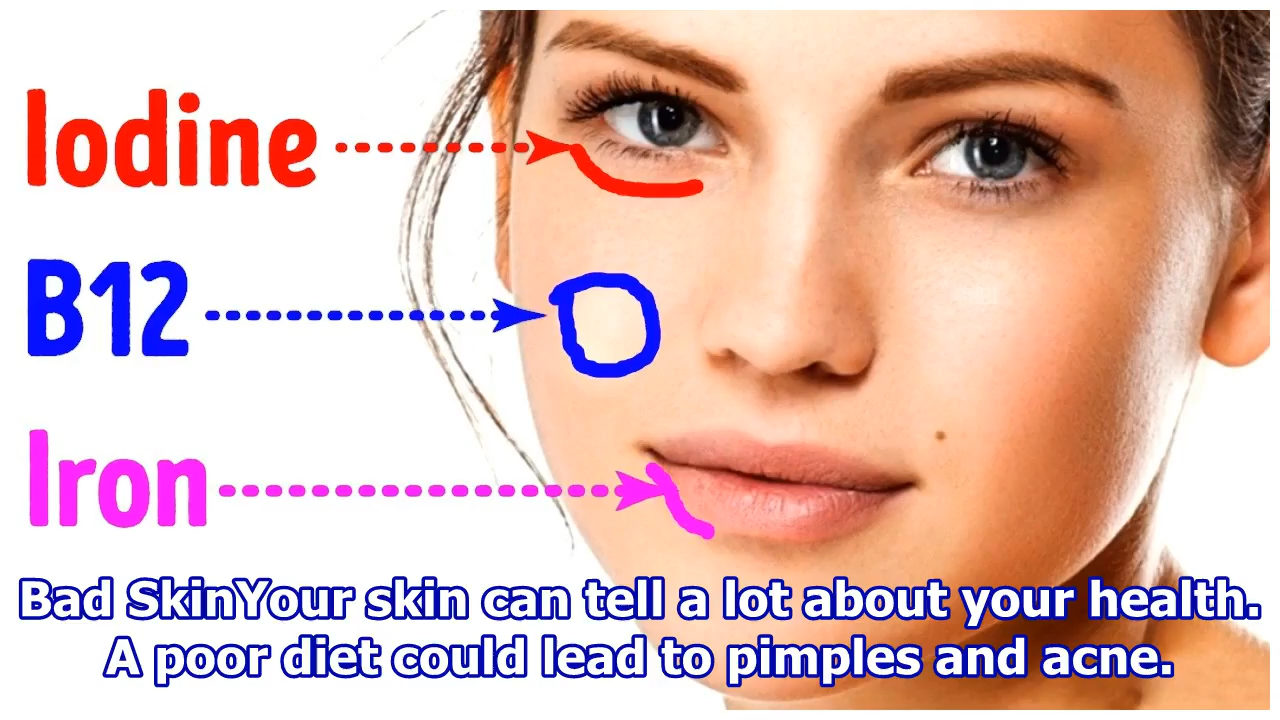 Iodine
B12
Iron
Bad SkinYour skin can tell a lot about your health.
A poor diet could lead to pimples and acne.